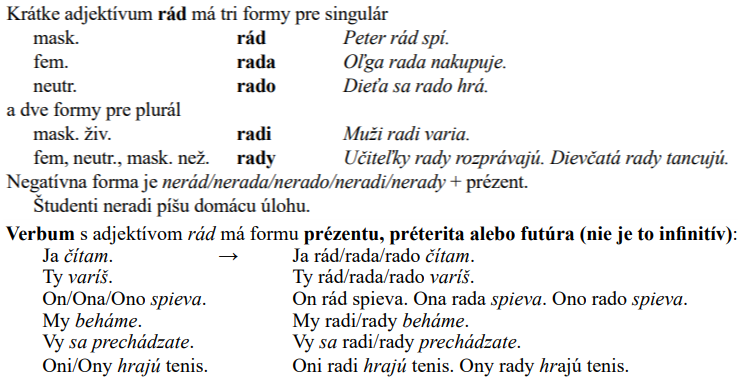 Krátke adjektívum rád má tri formy pre singulár
mask. rád Peter rád spí.
fem. rada Oľga rada nakupuje.
neutr. rado Dieťa sa rado hrá.
a dve formy pre plurál
mask. živ. radi Muži radi varia.
fem, neutr., mask. než. rady Učiteľky rady rozprávajú. Dievčatá rady tancujú.
Negatívna forma je nerád/nerada/nerado/neradi/nerady + prézent.
Študenti neradi píšu domácu úlohu.
Verbum s adjektívom rád má formu prézentu, préterita alebo futúra (nie je to infinitív):
Ja čítam. → Ja rád/rada/rado čítam.
Ty varíš. Ty rád/rada/rado varíš.
On/Ona/Ono spieva. On rád spieva. Ona rada spieva. Ono rado spieva.
My beháme. My radi/rady beháme.
Vy sa prechádzate. Vy sa radi/rady prechádzate.
Oni/Ony hrajú tenis. Oni radi hrajú tenis. Ony rady hrajú tenis.